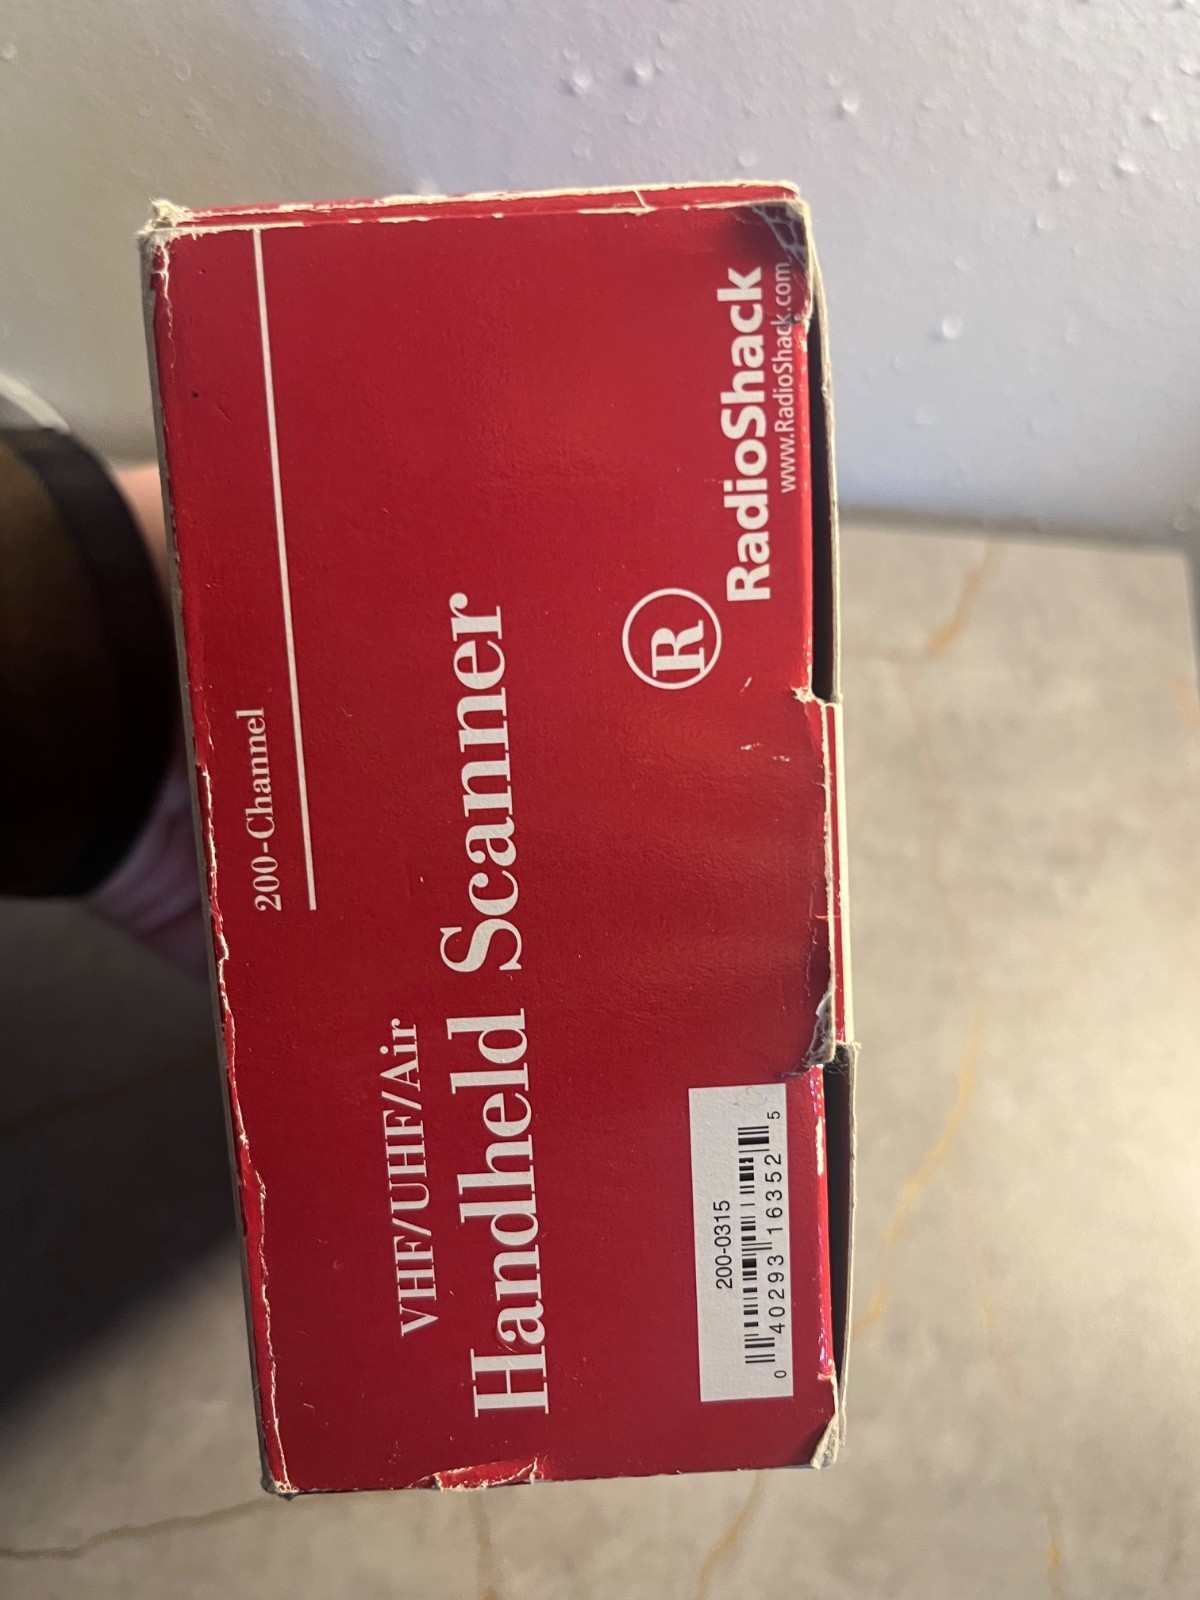 200-Channel
VHF/UHF/Air
Handheld Scanner
R
RadioShack
www.RadioShack.com
200-0315
0 40293 16352 5